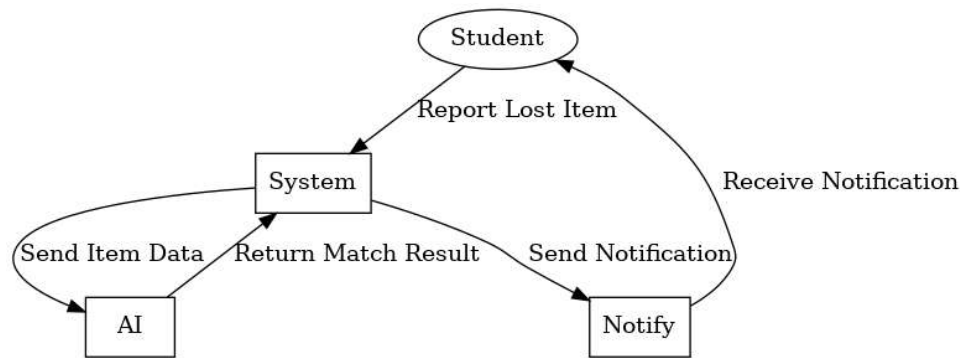 Student
Report Lost Item
System
Receive Notification
Send Item Data
Return Match Result
Send Notification
AI
Notify